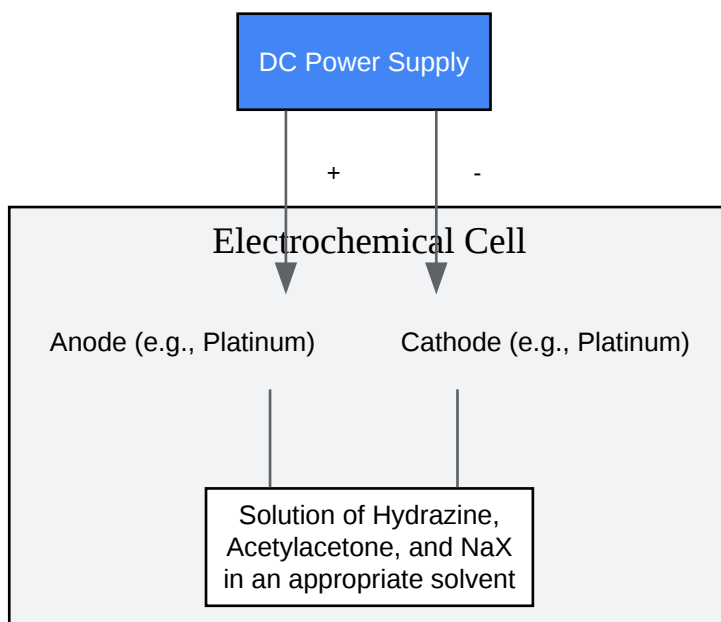 DC Power Supply
+
-
Electrochemical Cell
Anode (e.g., Platinum)
Cathode (e.g., Platinum)
Solution of Hydrazine,
Acetylacetone, and NaX
in an appropriate solvent